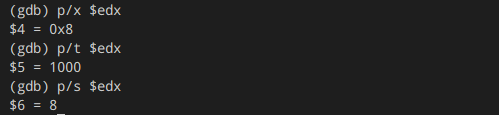 (gdb) p/x $edx
$4 = 0x8
(gdb) p/t $edx
$5 = 1000
(gdb) p/s $edx
$6 = 8